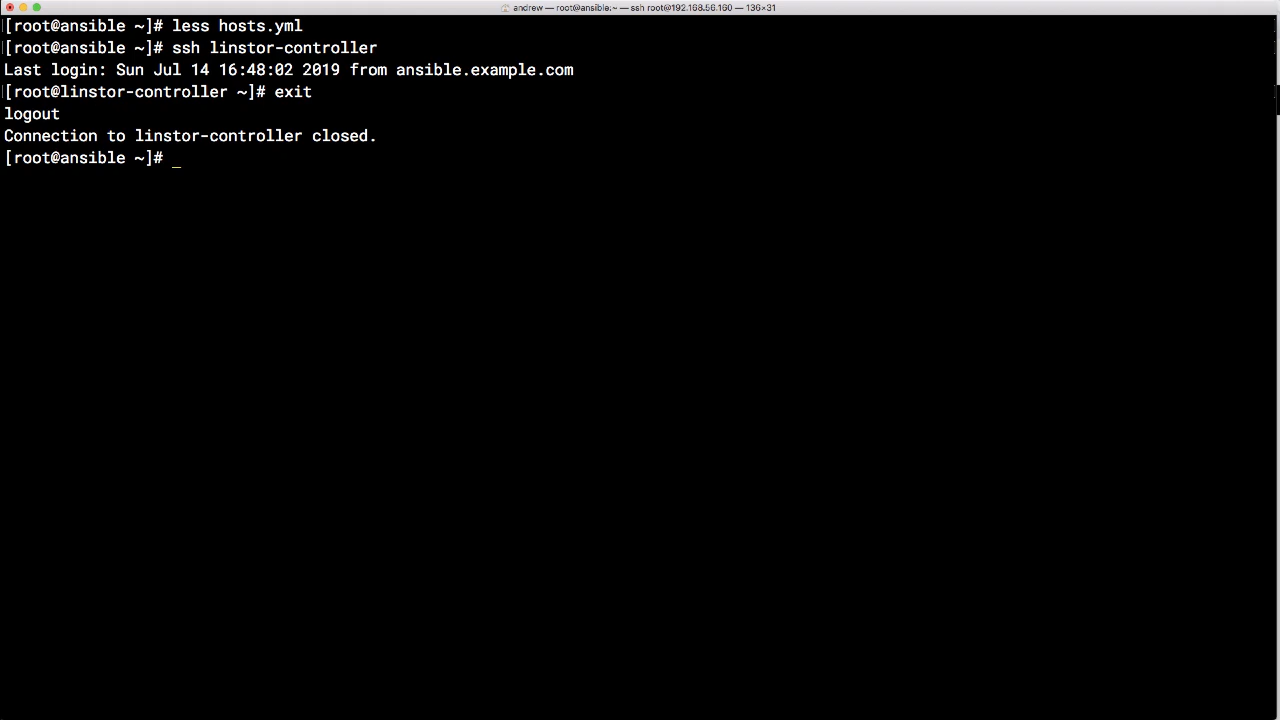 andrew — root@ansible:~ — ssh root@192.168.56.160 — 136×31
[root@ansible ~]# less hosts.yml
[root@ansible ~]# ssh linstor-controller
Last login: Sun Jul 14 16:48:02 2019 from ansible.example.com
[root@linstor-controller ~]# exit
logout
Connection to linstor-controller closed.
[root@ansible ~]# _